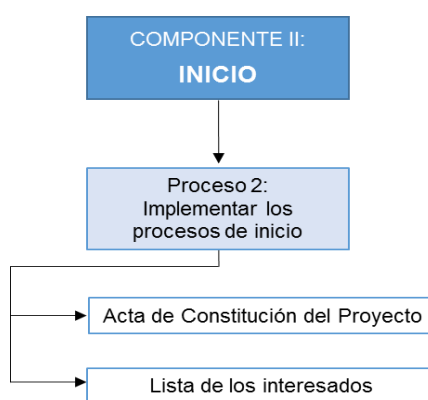 COMPONENTE II:
INICIO
Proceso 2:
Implementar los
procesos de inicio
Acta de Constitución del Proyecto
Lista de los interesados